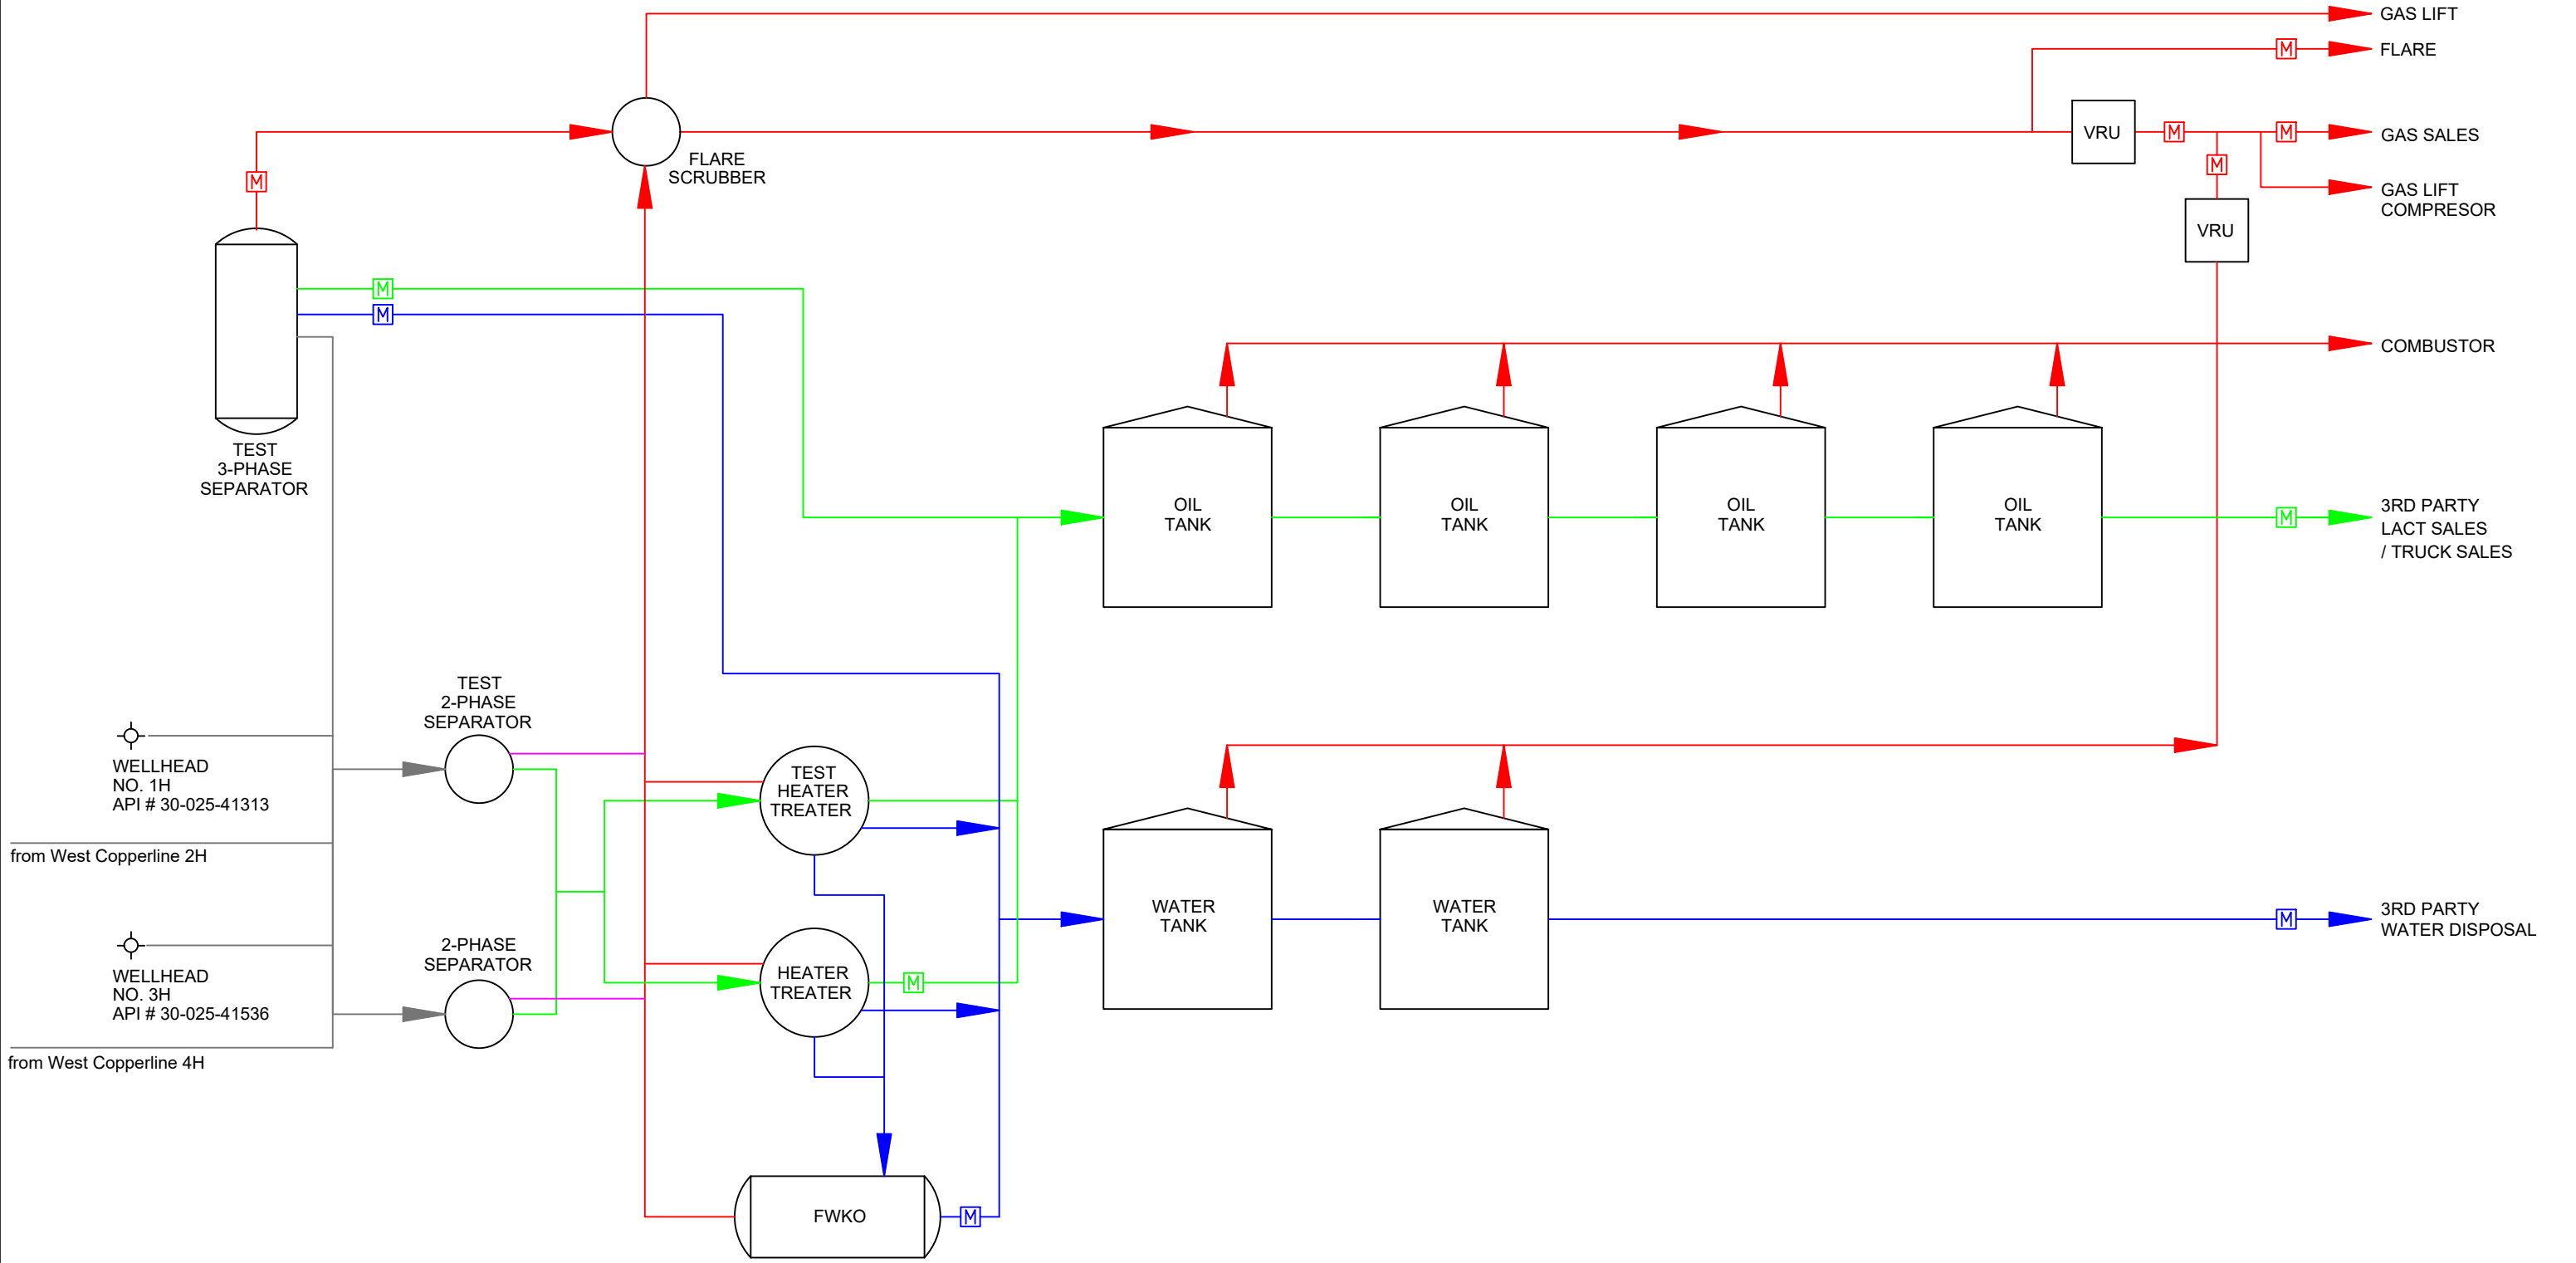 GAS LIFT
M
FLARE
VRU
M
M
GAS SALES
FLARE
SCRUBBER
M
M
GAS LIFT
COMPRESOR
VRU
M
M
COMBUSTOR
TEST
3-PHASE
SEPARATOR
OIL
TANK
OIL
TANK
OIL
TANK
OIL
TANK
M
3RD PARTY
LACT SALES
/ TRUCK SALES
TEST
2-PHASE
SEPARATOR
WELLHEAD
NO. 1H
API # 30-025-41313
TEST
HEATER
TREATER
from West Copperline 2H
WATER
TANK
WATER
TANK
M
3RD PARTY
WATER DISPOSAL
2-PHASE
SEPARATOR
WELLHEAD
NO. 3H
API # 30-025-41536
HEATER
TREATER
M
from West Copperline 4H
FWKO
M